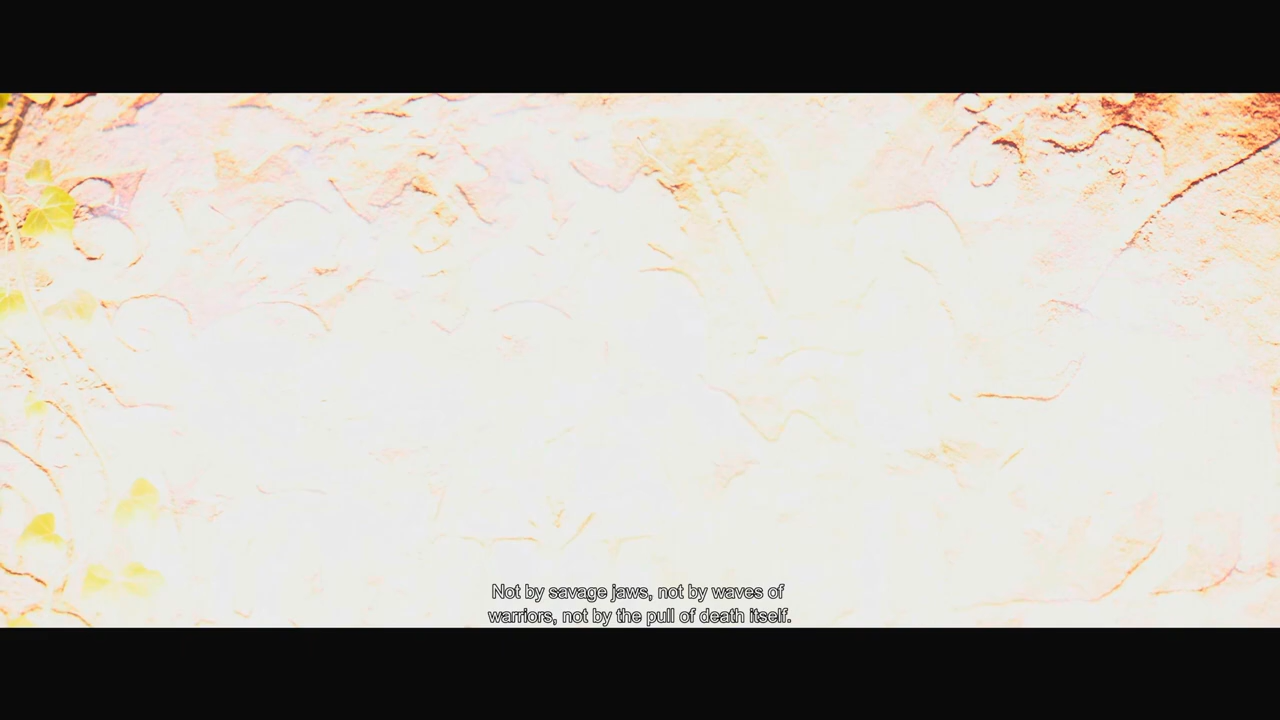 Not by savage jaws, not by waves of
warriors, not by the pull of death itself.